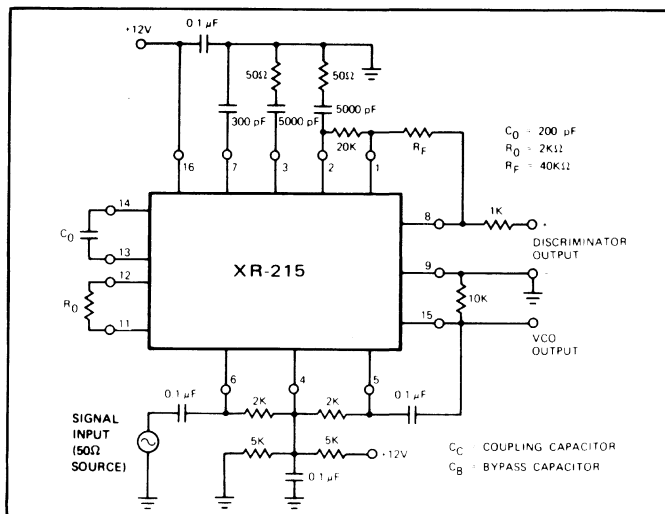 0 1 µF
+12V
50Ω
50Ω
300 pF
5000 pF
5000 pF
20K
RF
C0 = 200 pF
R0 = 2KΩ
RF = 40KΩ
16
7
3
2
1
14
C0
13
12
R0
11
XR-215
8
1K
+
DISCRIMINATOR
OUTPUT
9
-
10K
15
VCO
OUTPUT
6
4
5
0 1 µF
2K
2K
0 1 µF
SIGNAL
INPUT
(50Ω
SOURCE)
5K
5K
+12V
0 1 µF
CC - COUPLING CAPACITOR
CB = BYPASS CAPACITOR